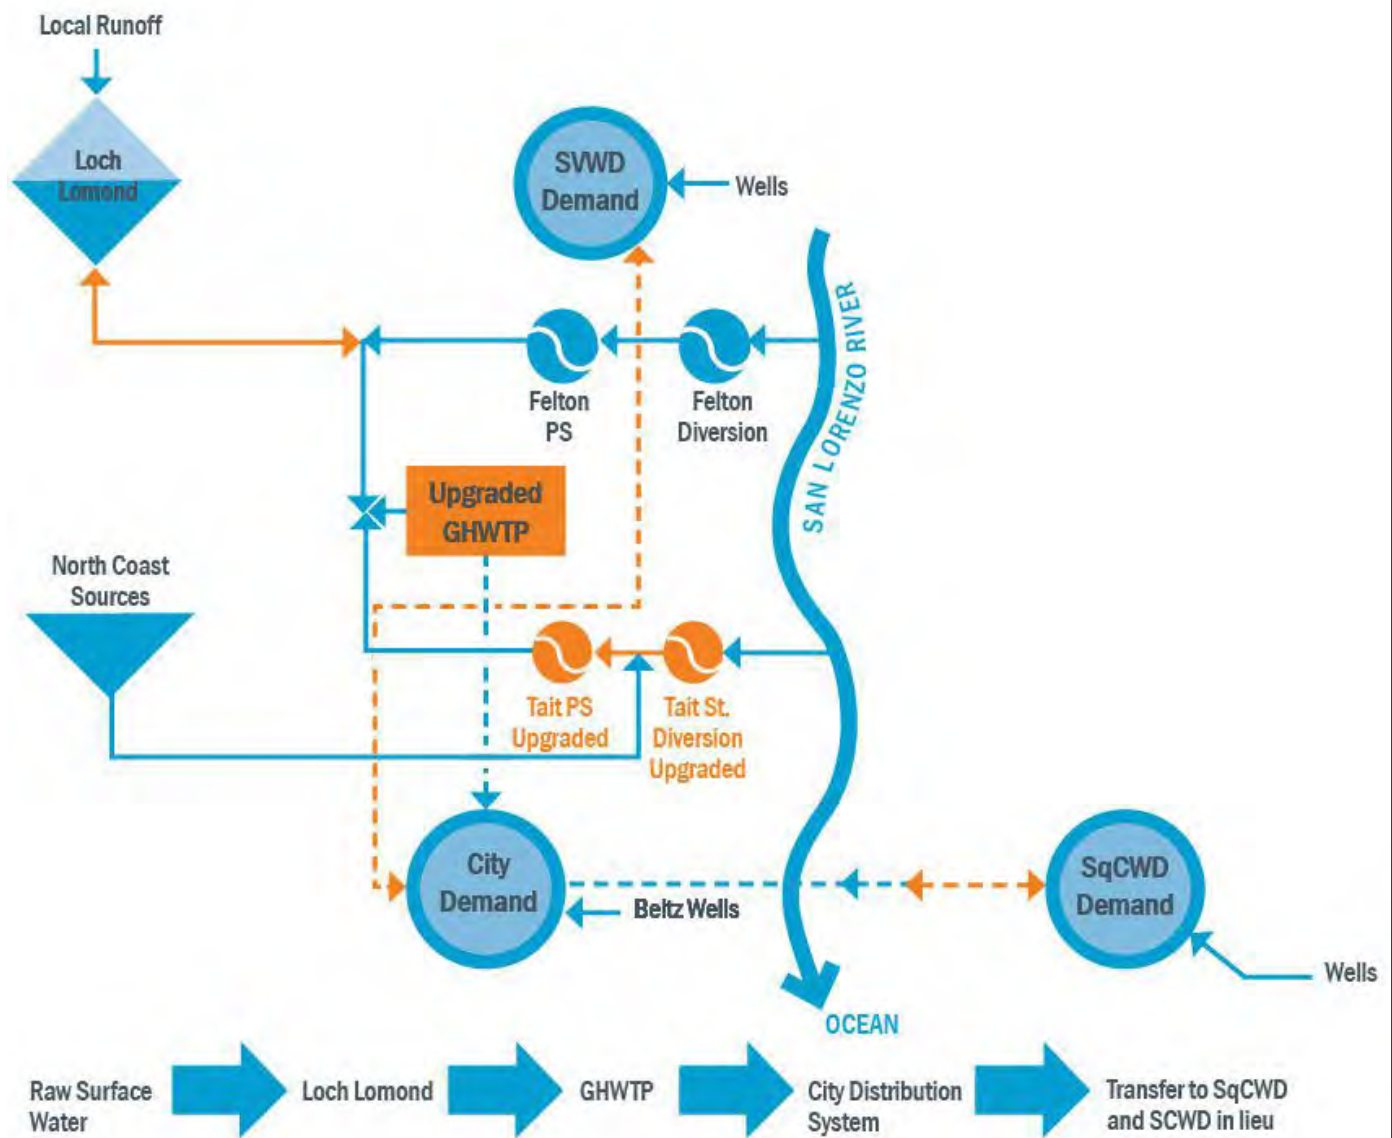 Local Runoff
Loch
Lomond
SVWD
Demand
Wells
SAN LORENZO RIVER
Felton
PS
Felton
Diversion
Upgraded
GHWTP
North Coast
Sources
Tait PS
Upgraded
Tait St.
Diversion
Upgraded
City
Demand
Beltz Wells
SqCWD
Demand
Wells
OCEAN
Raw Surface
Water
Loch Lomond
GHWTP
City Distribution
System
Transfer to SqCWD
and SCWD in lieu